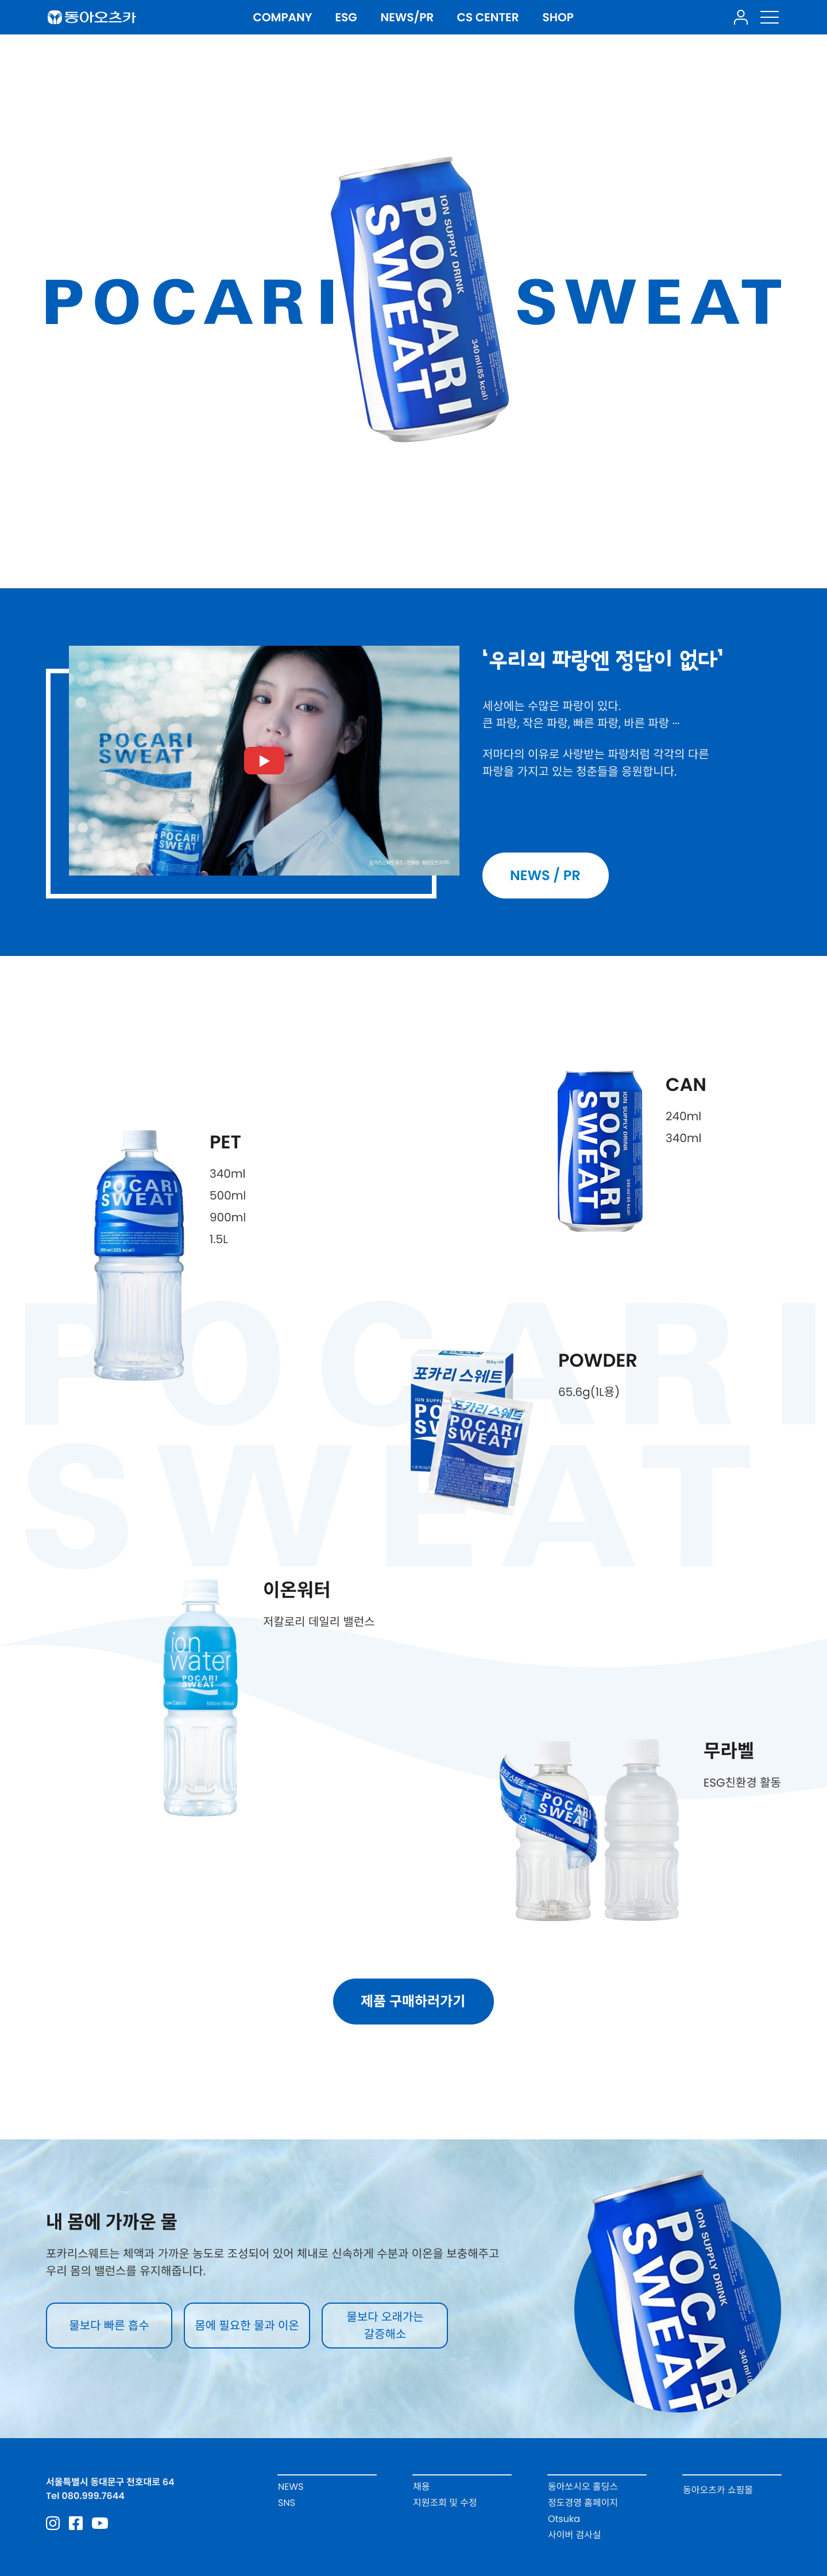 동아오츠카
COMPANY ESG NEWS/PR CS CENTER SHOP
POCARI SWEAT
ION SUPPLY DRINK
POCARI
SWEAT
340 ml (85 kcal)
‘우리의 파랑엔 정답이 없다’
세상에는 수많은 파랑이 있다.
큰 파랑, 작은 파랑, 빠른 파랑, 바른 파랑 ···
저마다의 이유로 사랑받는 파랑처럼 각각의 다른
파랑을 가지고 있는 청춘들을 응원합니다.
POCARI
SWEAT
POCARI
SWEAT
NEWS / PR
CAN
240ml
340ml
ION SUPPLY DRINK
POCARI
SWEAT
PET
340ml
500ml
900ml
1.5L
POCARI
SWEAT
POCARI
SWEAT
POWDER
65.6g(1L용)
포카리 스웨트
포카리 스웨트
POCARI
SWEAT
이온워터
저칼로리 데일리 밸런스
ion
water
POCARI
SWEAT
무라벨
ESG친환경 활동
POCARI
SWEAT
제품 구매하러가기
내 몸에 가까운 물
포카리스웨트는 체액과 가까운 농도로 조성되어 있어 체내로 신속하게 수분과 이온을 보충해주고
우리 몸의 밸런스를 유지해줍니다.
물보다 빠른 흡수
몸에 필요한 물과 이온
물보다 오래가는
갈증해소
ION SUPPLY DRINK
POCAR
SWEAT
340 ml
서울특별시 동대문구 천호대로 64
Tel 080.999.7644
NEWS
SNS
채용
지원조회 및 수정
동아쏘시오 홀딩스
정도경영 홈페이지
Otsuka
사이버 감사실
동아오츠카 쇼핑몰